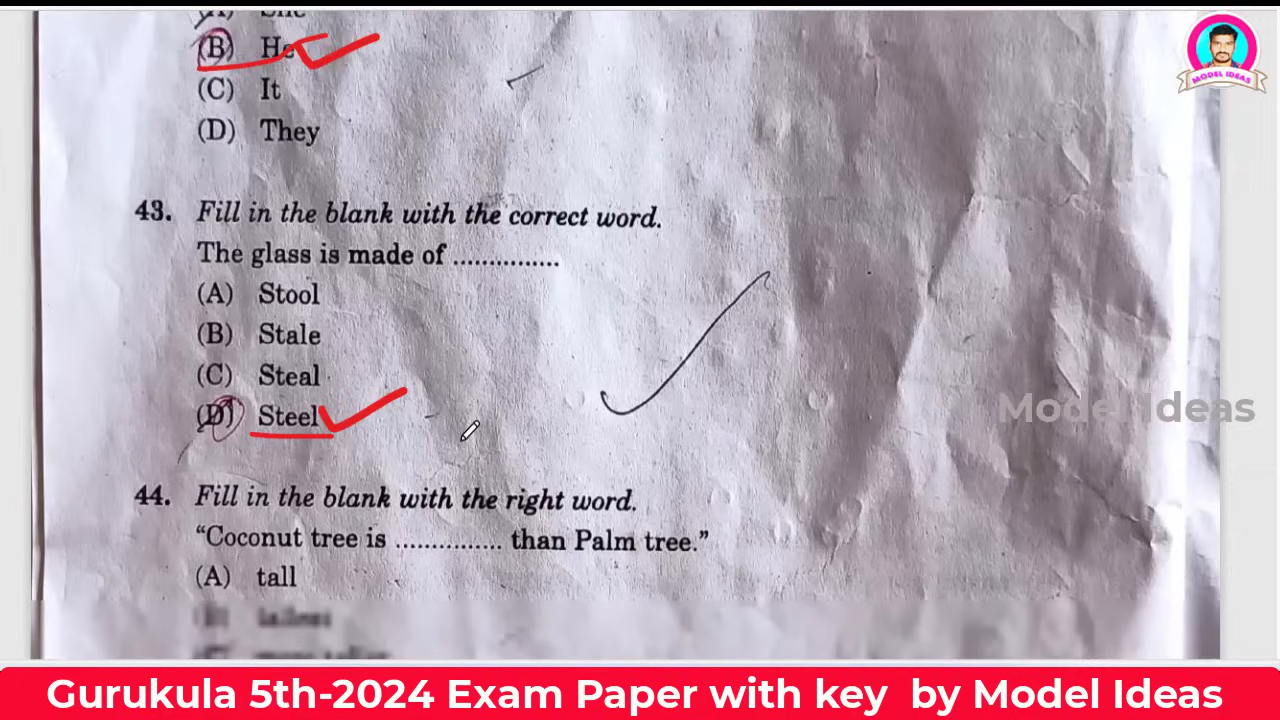 (B) He
(C) It
(D) They
43. Fill in the blank with the correct word.
The glass is made of ...............
(A) Stool
(B) Stale
(C) Steal
(D) Steel
44. Fill in the blank with the right word.
“Coconut tree is ............... than Palm tree.”
(A) tall
MODEL IDEAS
Model Ideas
Gurukula 5th-2024 Exam Paper with key by Model Ideas